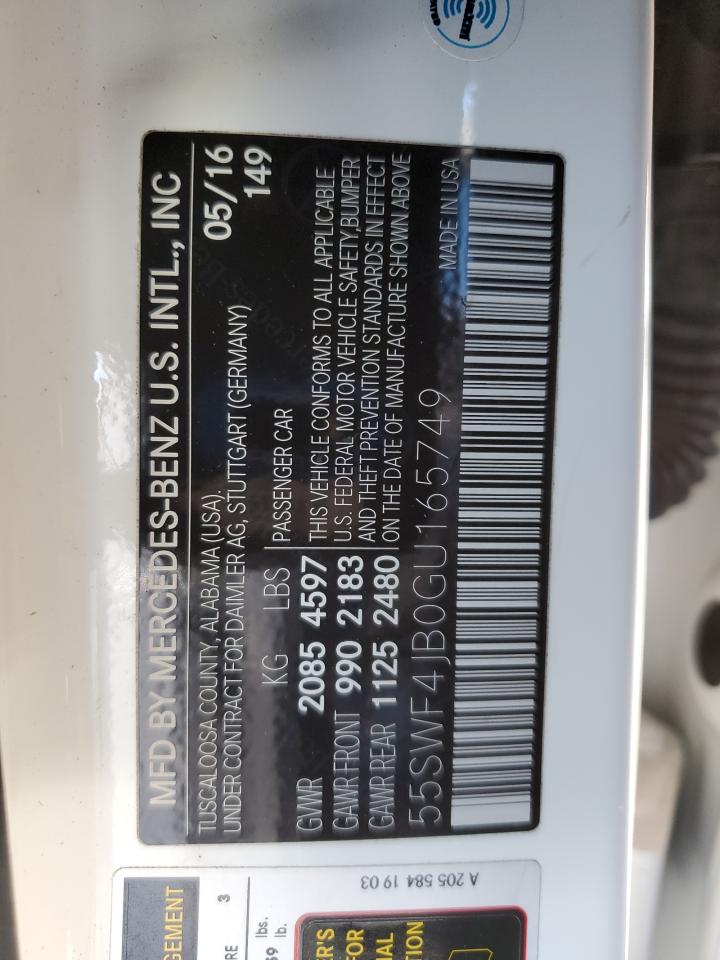 MFD BY MERCEDES-BENZ U.S. INTL., INC
TUSCALOOSA COUNTY, ALABAMA (USA), 05/16
UNDER CONTRACT FOR DAIMLER AG, STUTTGART (GERMANY) 149
KG LBS PASSENGER CAR
GVWR 2085 4597 THIS VEHICLE CONFORMS TO ALL APPLICABLE
GAWR FRONT 990 2183 U.S. FEDERAL MOTOR VEHICLE SAFETY,BUMPER
GAWR REAR 1125 2480 AND THEFT PREVENTION STANDARDS IN EFFECT
ON THE DATE OF MANUFACTURE SHOWN ABOVE
55SWF4JB0GU165749 MADE IN USA
A 205 584 19 03
3
lbs.
lb.